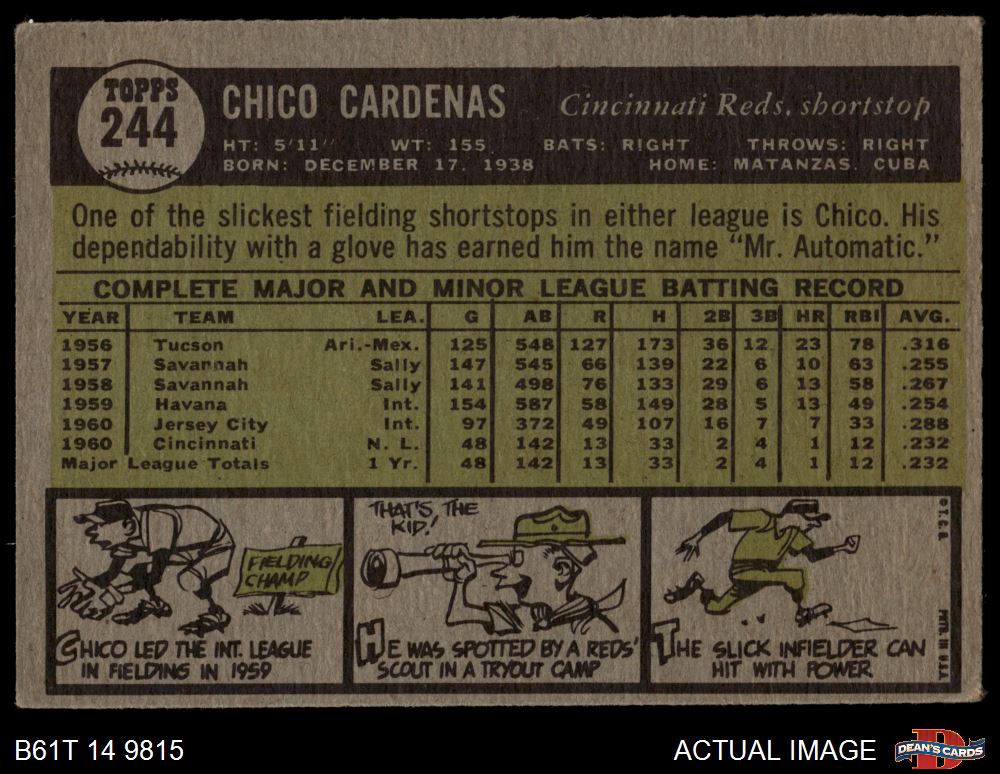 TOPPS
244
CHICO CARDENAS Cincinnati Reds, shortstop
HT: 5'11" WT: 155 BATS: RIGHT THROWS: RIGHT
BORN: DECEMBER 17, 1938 HOME: MATANZAS, CUBA
One of the slickest fielding shortstops in either league is Chico. His
dependability with a glove has earned him the name "Mr. Automatic."
COMPLETE MAJOR AND MINOR LEAGUE BATTING RECORD
YEAR TEAM LEA. G AB R H 2B 3B HR RBI AVG.
1956 Tucson Ari.-Mex. 125 548 127 173 36 12 23 78 .316
1957 Savannah Sally 147 545 66 139 22 6 10 63 .255
1958 Savannah Sally 141 498 76 133 29 6 13 58 .267
1959 Havana Int. 154 587 58 149 28 5 13 49 .254
1960 Jersey City Int. 97 372 49 107 16 7 7 33 .288
1960 Cincinnati N. L. 48 142 13 33 2 4 1 12 .232
Major League Totals 1 Yr. 48 142 13 33 2 4 1 12 .232
FIELDING
CHAMP
CHICO LED THE INT. LEAGUE
IN FIELDING IN 1959
THAT'S THE
KID!
HE WAS SPOTTED BY A REDS'
SCOUT IN A TRYOUT CAMP
THE SLICK INFIELDER CAN
HIT WITH POWER
© T.C.G. PTD. IN U.S.A.
B61T 14 9815 ACTUAL IMAGE
D
DEAN'S CARDS